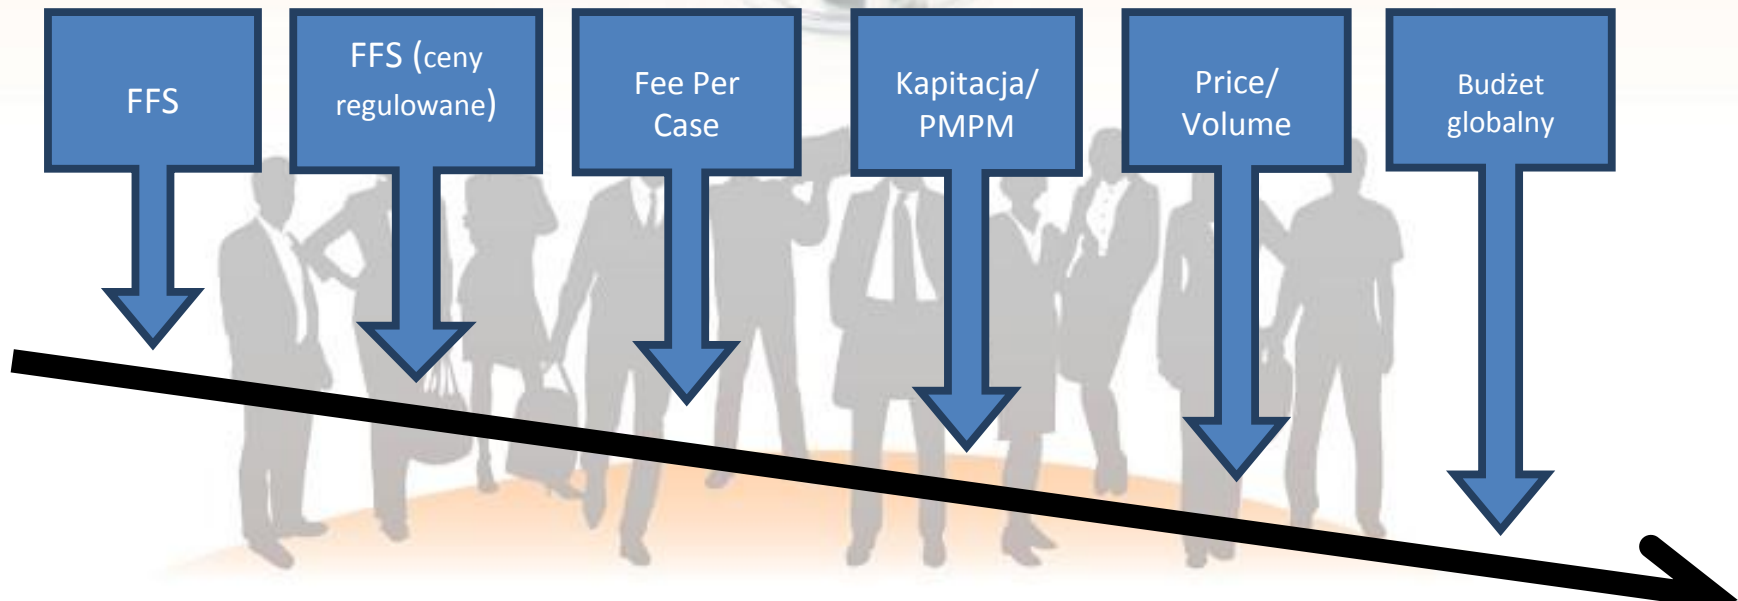 FFS
FFS (ceny
regulowane)
Fee Per
Case
Kapitacja/
PMPM
Price/
Volume
Budżet
globalny